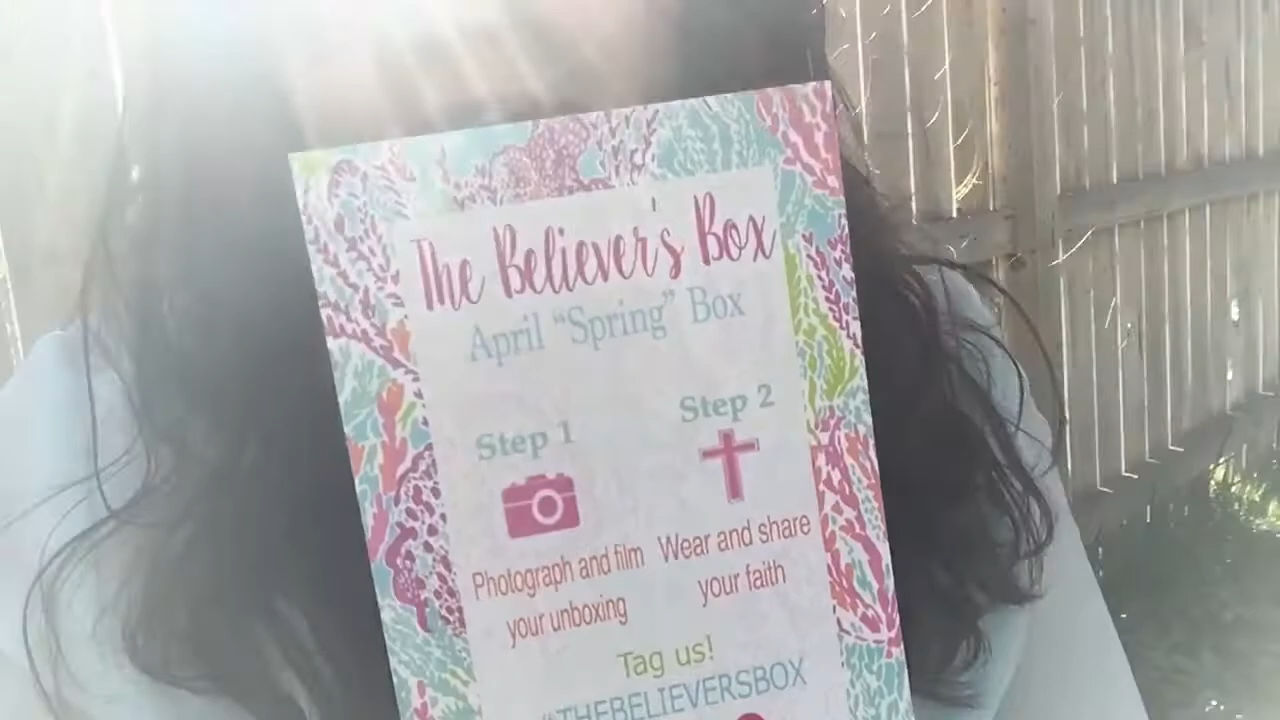 The Believer's Box
April "Spring" Box
Step 1
Step 2
Photograph and film
your unboxing
Wear and share
your faith
Tag us!
#THEBELIEVERSBOX